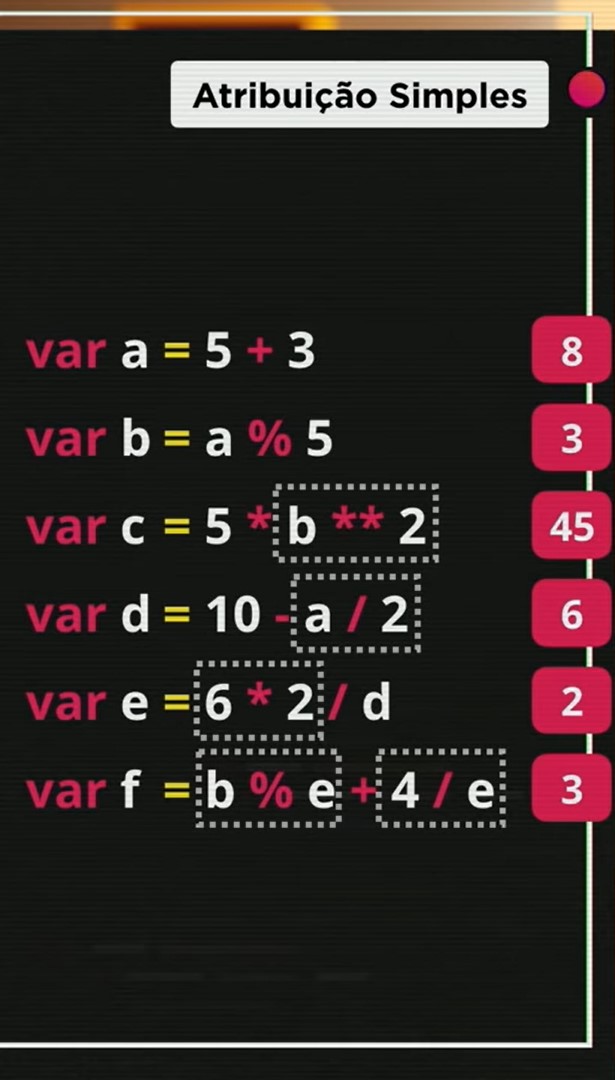 Atribuição Simples
var a = 5 + 3 8
var b = a % 5 3
var c = 5 * b ** 2 45
var d = 10 - a / 2 6
var e = 6 * 2 / d 2
var f = b % e + 4 / e 3